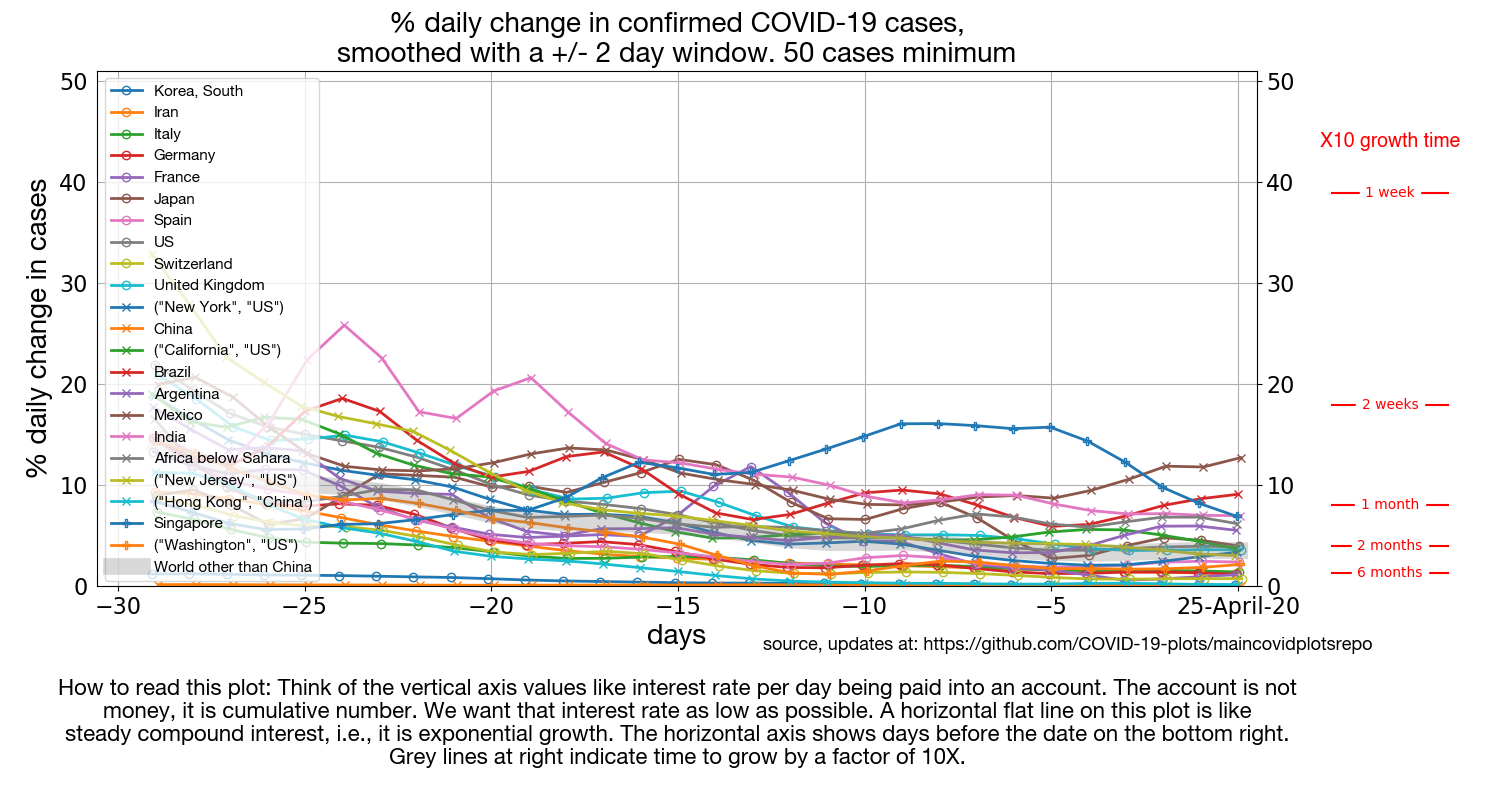 % daily change in confirmed COVID-19 cases,
smoothed with a +/- 2 day window. 50 cases minimum
50
40
30
20
10
0
% daily change in cases
Korea, South
Iran
Italy
Germany
France
Japan
Spain
US
Switzerland
United Kingdom
("New York", "US")
China
("California", "US")
Brazil
Argentina
Mexico
India
Africa below Sahara
("New Jersey", "US")
("Hong Kong", "China")
Singapore
("Washington", "US")
World other than China
50
40
30
20
10
0
X10 growth time
1 week
2 weeks
1 month
2 months
6 months
−30
−25
−20
−15
−10
−5
25-April-20
days
source, updates at: https://github.com/COVID-19-plots/maincovidplotsrepo
How to read this plot: Think of the vertical axis values like interest rate per day being paid into an account. The account is not
money, it is cumulative number. We want that interest rate as low as possible. A horizontal flat line on this plot is like
steady compound interest, i.e., it is exponential growth. The horizontal axis shows days before the date on the bottom right.
Grey lines at right indicate time to grow by a factor of 10X.